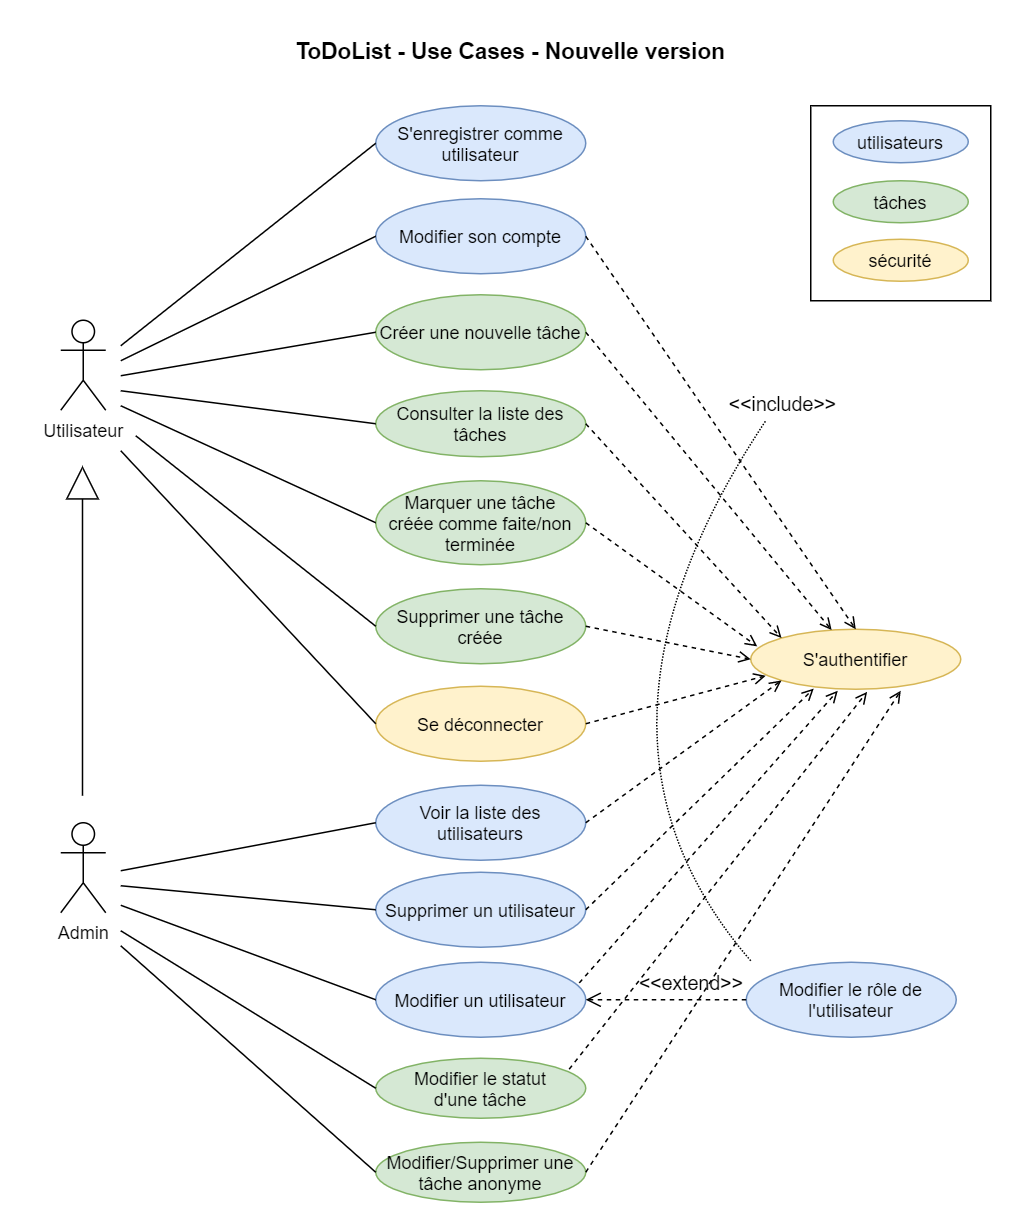 ToDoList - Use Cases - Nouvelle version
S'enregistrer comme
utilisateur
utilisateurs
tâches
sécurité
Modifier son compte
Créer une nouvelle tâche
<<include>>
Consulter la liste des
tâches
Utilisateur
Marquer une tâche
créée comme faite/non
terminée
Supprimer une tâche
créée
S'authentifier
Se déconnecter
Voir la liste des
utilisateurs
Supprimer un utilisateur
Admin
Modifier un utilisateur
<<extend>>
Modifier le rôle de
l'utilisateur
Modifier le statut
d'une tâche
Modifier/Supprimer une
tâche anonyme